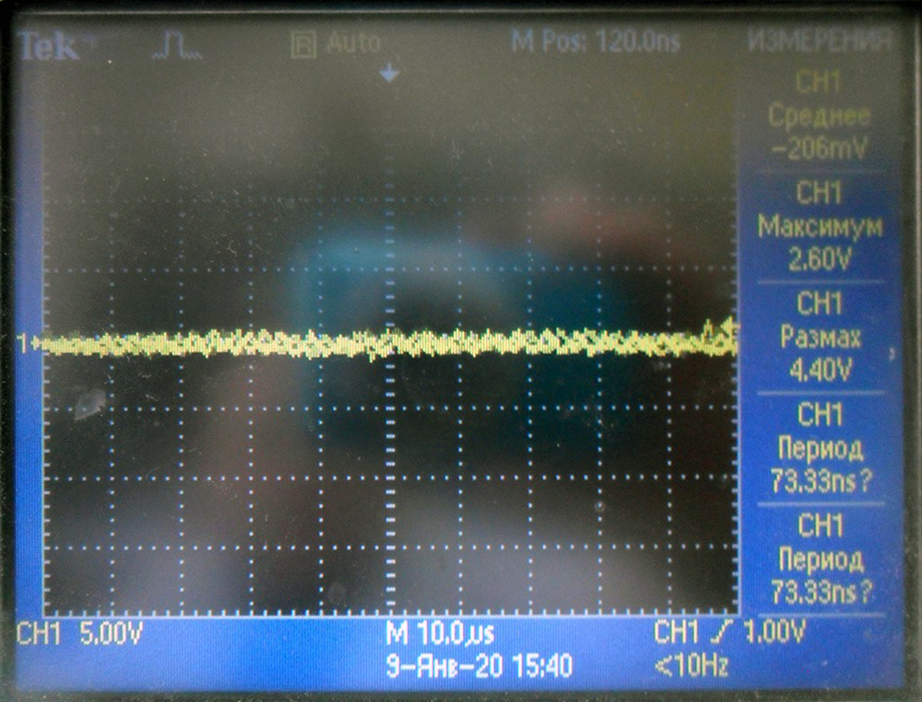 Tek R Auto M Pos: 120.0ns ИЗМЕРЕНИЯ
CH1
Среднее
-206mV
CH1
Максимум
2.60V
1
CH1
Размах
4.40V
CH1
Период
73.33ns?
CH1
Период
73.33ns?
CH1 5.00V M 10.0µs CH1 1.00V
9-Янв-20 15:40 <10Hz